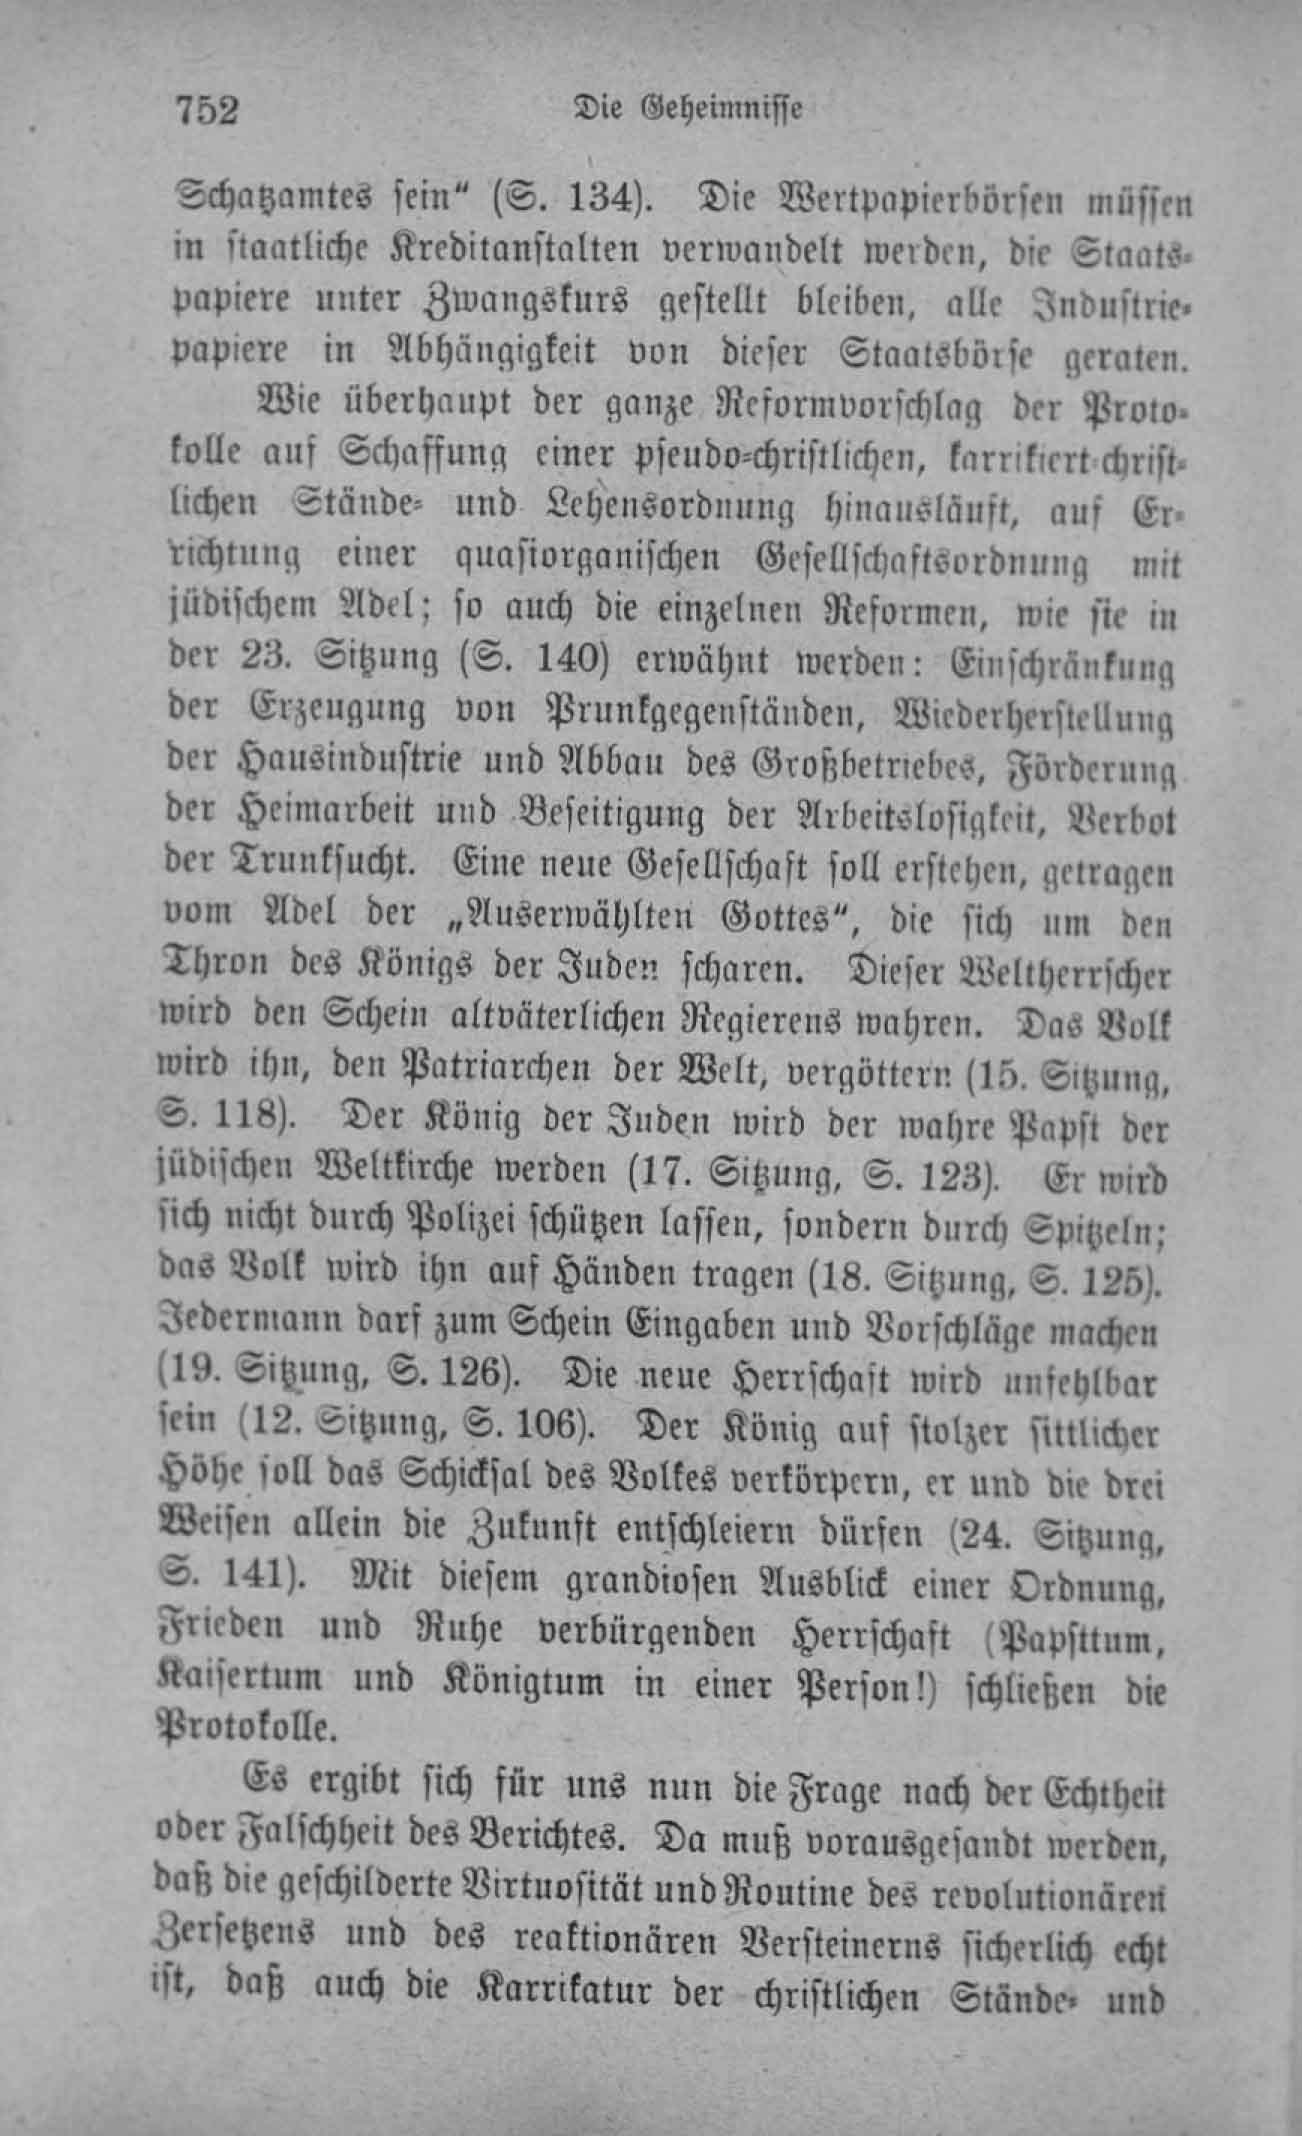 752 Die Geheimnisse
Schatzamtes sein“ (S. 134). Die Wertpapierbörsen müssen
in staatliche Kreditanstalten verwandelt werden, die Staats-
papiere unter Zwangskurs gestellt bleiben, alle Industrie-
papiere in Abhängigkeit von dieser Staatsbörse geraten.
Wie überhaupt der ganze Reformvorschlag der Proto-
kolle auf Schaffung einer pseudo-christlichen, karrikiert-christ-
lichen Stände- und Lehensordnung hinausläuft, auf Er-
richtung einer quasiorganischen Gesellschaftsordnung mit
jüdischem Adel; so auch die einzelnen Reformen, wie sie in
der 23. Sitzung (S. 140) erwähnt werden: Einschränkung
der Erzeugung von Prunkgegenständen, Wiederherstellung
der Hausindustrie und Abbau des Großbetriebes, Förderung
der Heimarbeit und Beseitigung der Arbeitslosigkeit, Verbot
der Trunksucht. Eine neue Gesellschaft soll erstehen, getragen
vom Adel der „Auserwählten Gottes“, die sich um den
Thron des Königs der Juden scharen. Dieser Weltherrscher
wird den Schein altväterlichen Regierens wahren. Das Volk
wird ihn, den Patriarchen der Welt, vergöttern (15. Sitzung,
S. 118). Der König der Juden wird der wahre Papst der
jüdischen Weltkirche werden (17. Sitzung, S. 123). Er wird
sich nicht durch Polizei schützen lassen, sondern durch Spitzeln;
das Volk wird ihn auf Händen tragen (18. Sitzung, S. 125).
Jedermann darf zum Schein Eingaben und Vorschläge machen
(19. Sitzung, S. 126). Die neue Herrschaft wird unfehlbar
sein (12. Sitzung, S. 106). Der König auf stolzer sittlicher
Höhe soll das Schicksal des Volkes verkörpern, er und die drei
Weisen allein die Zukunft entschleiern dürfen (24. Sitzung,
S. 141). Mit diesem grandiosen Ausblick einer Ordnung,
Frieden und Ruhe verbürgenden Herrschaft (Papsttum,
Kaisertum und Königtum in einer Person!) schließen die
Protokolle.
Es ergibt sich für uns nun die Frage nach der Echtheit
oder Falschheit des Berichtes. Da muß vorausgesandt werden,
daß die geschilderte Virtuosität und Routine des revolutionären
Zersetzens und des reaktionären Versteinerns sicherlich echt
ist, daß auch die Karrikatur der christlichen Stände- und